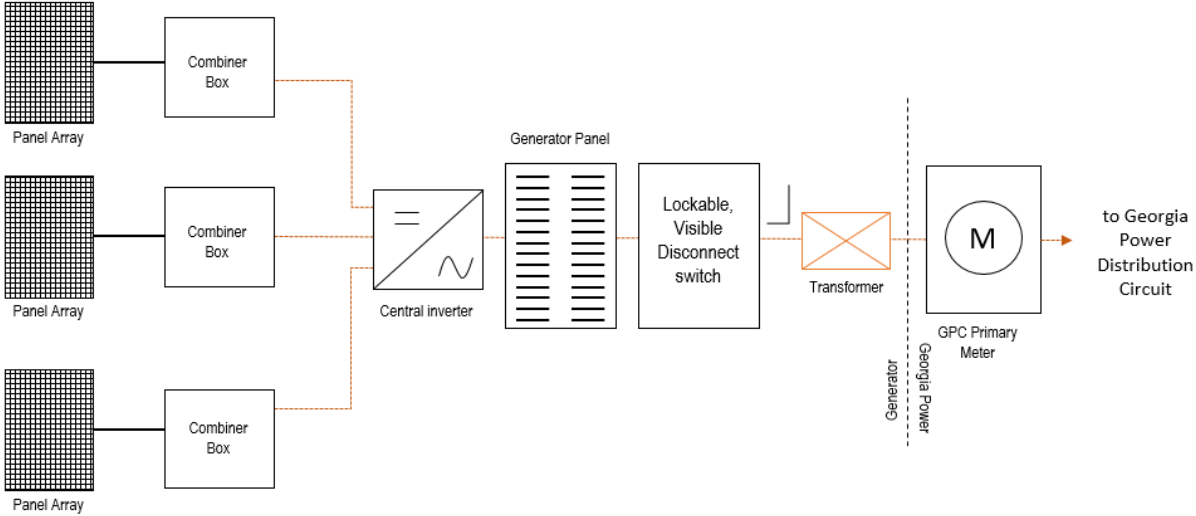 Combiner
Box
Panel Array
Combiner
Box
Panel Array
Combiner
Box
Panel Array
Central inverter
Generator Panel
Lockable,
Visible
Disconnect
switch
Transformer
Generator
Georgia Power
M
GPC Primary
Meter
to Georgia
Power
Distribution
Circuit